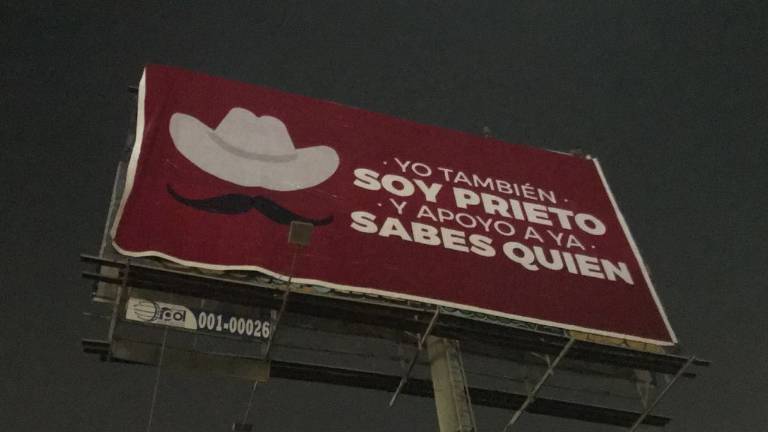 · YO TAMBIÉN ·
SOY PRIETO
· Y APOYO A YA ·
SABES QUIEN
001-00026